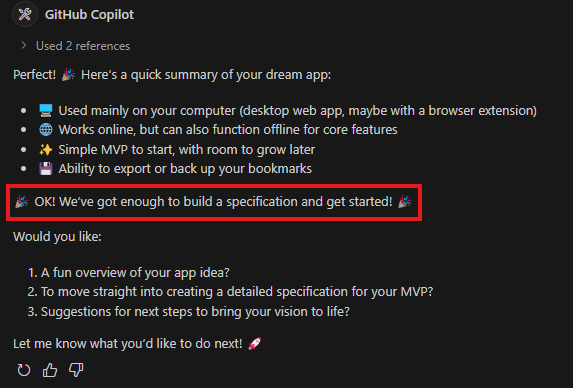 GitHub Copilot
Used 2 references
Perfect! 🎉 Here's a quick summary of your dream app:
• 🖥️ Used mainly on your computer (desktop web app, maybe with a browser extension)
• 🌐 Works online, but can also function offline for core features
• ✨ Simple MVP to start, with room to grow later
• 💾 Ability to export or back up your bookmarks
🎉 OK! We've got enough to build a specification and get started! 🎉
Would you like:
1. A fun overview of your app idea?
2. To move straight into creating a detailed specification for your MVP?
3. Suggestions for next steps to bring your vision to life?
Let me know what you'd like to do next! 🚀